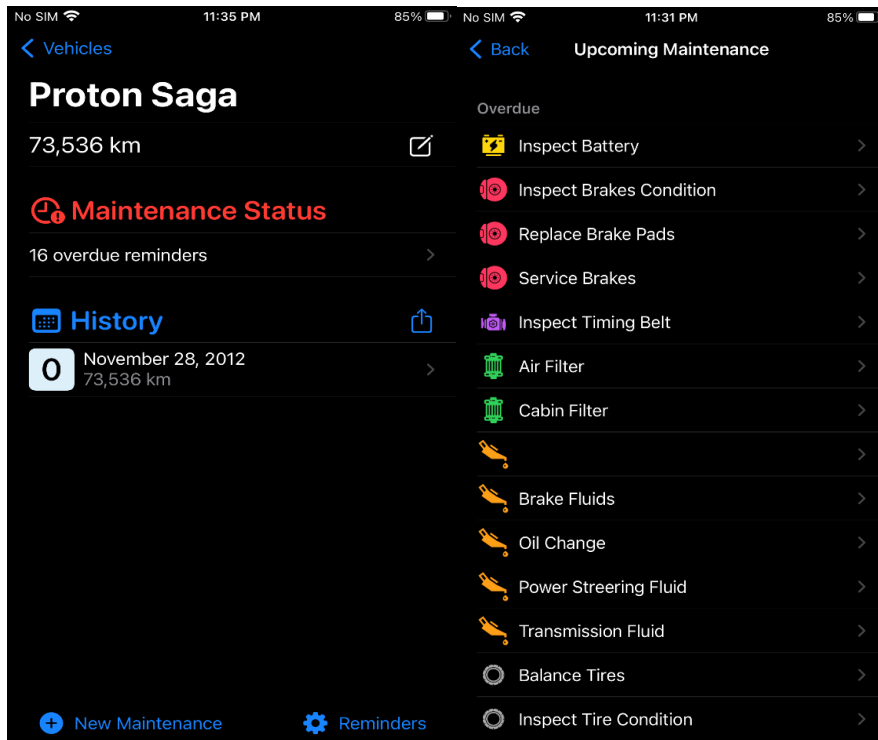 No SIM 11:35 PM 85%
Vehicles
Proton Saga
73,536 km
Maintenance Status
16 overdue reminders
History
0
November 28, 2012
73,536 km
New Maintenance Reminders
No SIM 11:31 PM 85%
Back Upcoming Maintenance
Overdue
Inspect Battery
Inspect Brakes Condition
Replace Brake Pads
Service Brakes
Inspect Timing Belt
Air Filter
Cabin Filter
Brake Fluids
Oil Change
Power Streering Fluid
Transmission Fluid
Balance Tires
Inspect Tire Condition